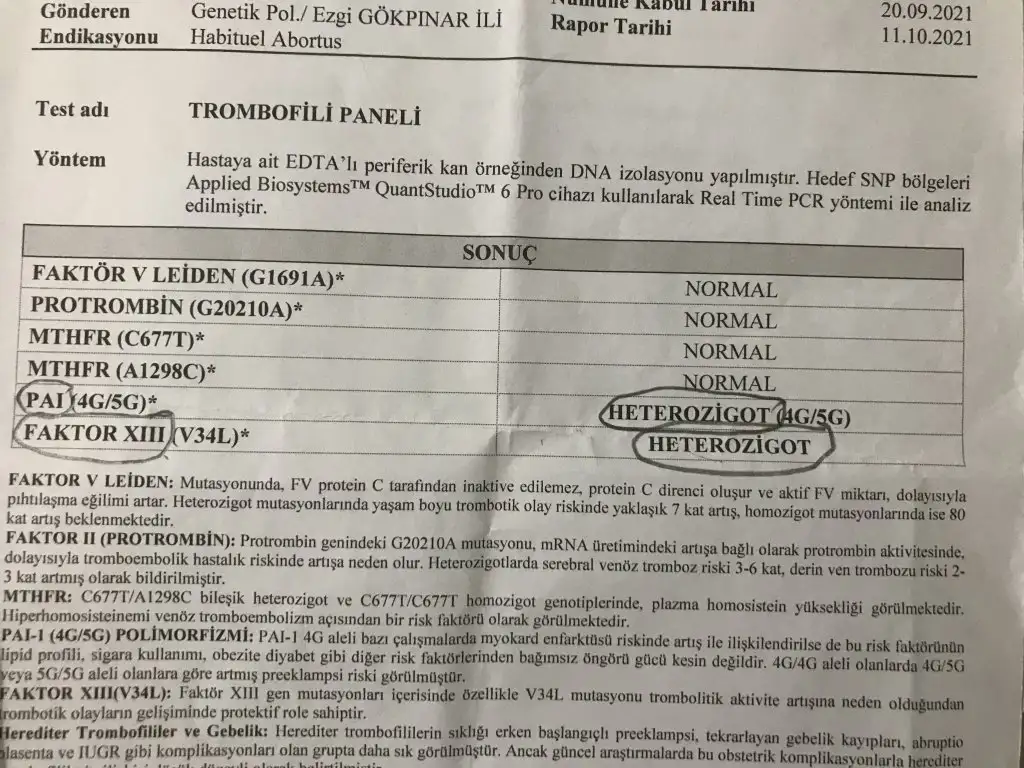 Gönderen Genetik Pol./ Ezgi GÖKPINAR İLİ Numune Kabul Tarihi 20.09.2021
Endikasyonu Habituel Abortus Rapor Tarihi 11.10.2021
Test adı TROMBOFİLİ PANELİ
Yöntem Hastaya ait EDTA'lı periferik kan örneğinden DNA izolasyonu yapılmıştır. Hedef SNP bölgeleri
Applied Biosystems™ QuantStudio™ 6 Pro cihazı kullanılarak Real Time PCR yöntemi ile analiz
edilmiştir.
SONUÇ
FAKTÖR V LEİDEN (G1691A)* NORMAL
PROTROMBİN (G20210A)* NORMAL
MTHFR (C677T)* NORMAL
MTHFR (A1298C)* NORMAL
PAI (4G/5G)* HETEROZİGOT (4G/5G)
FAKTOR XIII (V34L)* HETEROZİGOT
FAKTOR V LEİDEN: Mutasyonunda, FV protein C tarafından inaktive edilemez, protein C direnci oluşur ve aktif FV miktarı, dolayısıyla
pıhtılaşma eğilimi artar. Heterozigot mutasyonlarında yaşam boyu trombotik olay riskinde yaklaşık 7 kat artış, homozigot mutasyonlarında ise 80
kat artış beklenmektedir.
FAKTOR II (PROTROMBİN): Protrombin genindeki G20210A mutasyonu, mRNA üretimindeki artışa bağlı olarak protrombin aktivitesinde,
dolayısıyla tromboembolik hastalık riskinde artışa neden olur. Heterozigotlarda serebral venöz tromboz riski 3-6 kat, derin ven trombozu riski 2-
3 kat artmış olarak bildirilmiştir.
MTHFR: C677T/A1298C bileşik heterozigot ve C677T/C677T homozigot genotiplerinde, plazma homosistein yüksekliği görülmektedir.
Hiperhomosisteinemi venöz tromboembolizm açısından bir risk faktörü olarak görülmektedir.
PAI-1 (4G/5G) POLİMORFİZMİ: PAI-1 4G aleli bazı çalışmalarda myokard enfarktüsü riskinde artış ile ilişkilendirilse de bu risk faktörünün
lipid profili, sigara kullanımı, obezite diyabet gibi diğer risk faktörlerinden bağımsız öngörü gücü kesin değildir. 4G/4G aleli olanlarda 4G/5G
veya 5G/5G aleli olanlara göre artmış preeklampsi riski görülmüştür.
FAKTOR XIII(V34L): Faktör XIII gen mutasyonları içerisinde özellikle V34L mutasyonu trombolitik aktivite artışına neden olduğundan
trombotik olayların gelişiminde protektif role sahiptir.
Herediter Trombofililer ve Gebelik: Herediter trombofililerin sıklığı erken başlangıçlı preeklampsi, tekrarlayan gebelik kayıpları, abruptio
plasenta ve IUGR gibi komplikasyonları olan grupta daha sık görülmüştür. Ancak güncel araştırmalarda bu obstetrik komplikasyonlarla herediter